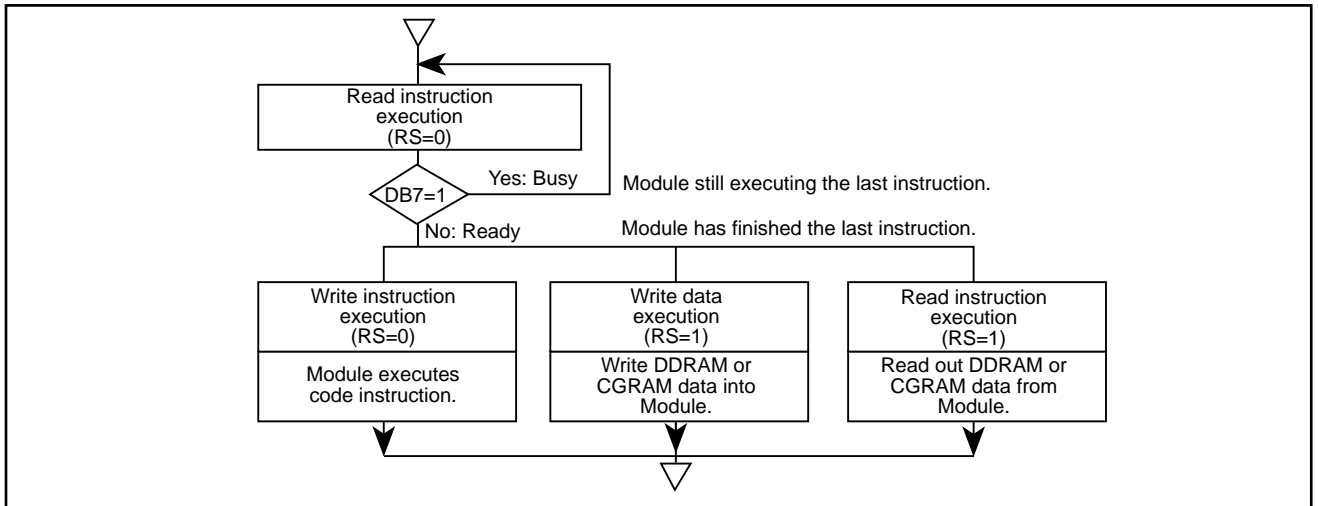 Read instruction
execution
(RS=0)
DB7=1
Yes: Busy
Module still executing the last instruction.
No: Ready
Module has finished the last instruction.
Write instruction
execution
(RS=0)
Module executes
code instruction.
Write data
execution
(RS=1)
Write DDRAM or
CGRAM data into
Module.
Read instruction
execution
(RS=1)
Read out DDRAM or
CGRAM data from
Module.